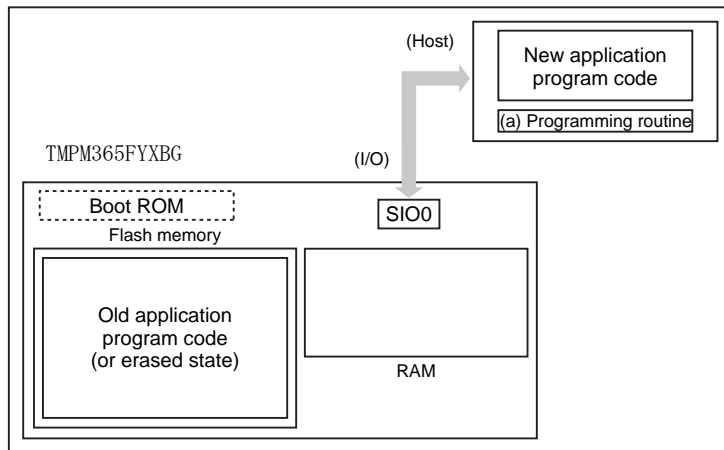 (Host)
New application
program code
(a) Programming routine
TMPM365FYXBG
(I/O)
Boot ROM
SIO0
Flash memory
Old application
program code
(or erased state)
RAM